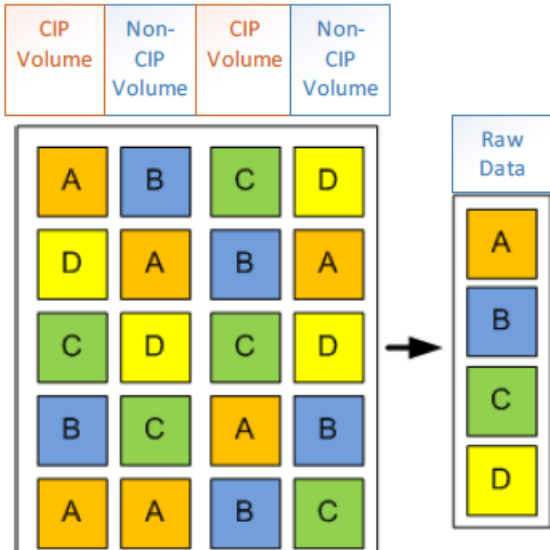 CIP
Volume
Non-
CIP
Volume
CIP
Volume
Non-
CIP
Volume
Raw
Data
A B C D
D A B A
C D C D
B C A B
A A B C
A
B
C
D